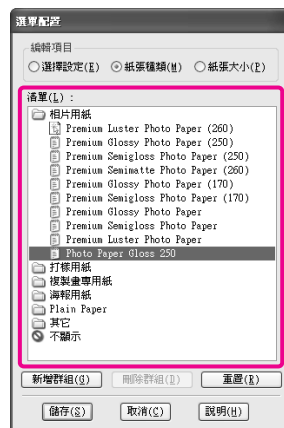 選單配置
編輯項目
選擇設定(E) 紙張種類(M) 紙張大小(P)
清單(L) :
相片用紙
Premium Luster Photo Paper (260)
Premium Glossy Photo Paper (250)
Premium Semigloss Photo Paper (250)
Premium Semimatte Photo Paper (260)
Premium Glossy Photo Paper (170)
Premium Semigloss Photo Paper (170)
Premium Glossy Photo Paper
Premium Semigloss Photo Paper
Premium Luster Photo Paper
Photo Paper Gloss 250
打樣用紙
複製畫專用紙
海報用紙
Plain Paper
其它
不顯示
新增群組(G) 刪除群組(D) 重置(R)
儲存(S) 取消(C) 說明(H)